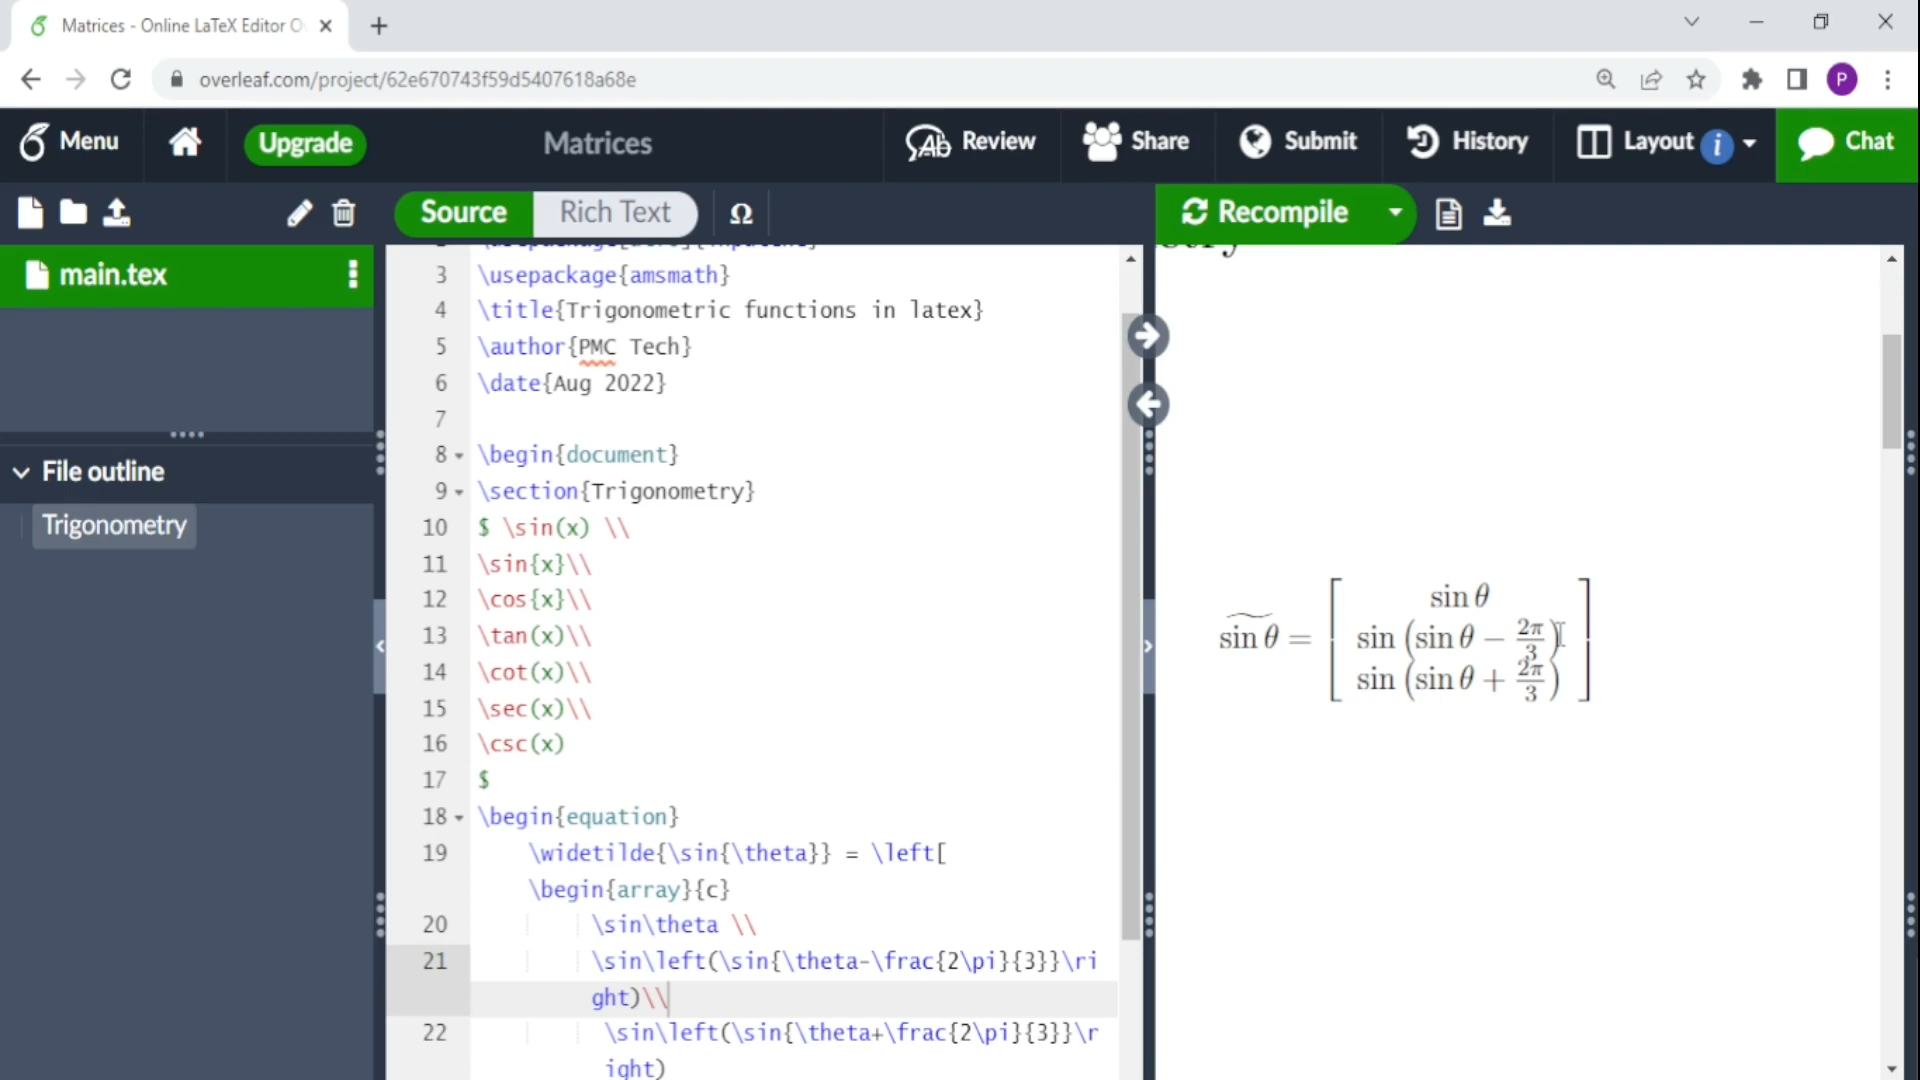 Matrices - Online LaTeX Editor O
overleaf.com/project/62e670743f59d5407618a68e
P
Menu
Upgrade
Matrices
Review
Share
Submit
History
Layout i
Chat
Source
Rich Text
Ω
Recompile
main.tex
File outline
Trigonometry
3 \usepackage{amsmath}
4 \title{Trigonometric functions in latex}
5 \author{PMC Tech}
6 \date{Aug 2022}
7
8 \begin{document}
9 \section{Trigonometry}
10 $ \sin(x) \\
11 \sin{x}\\
12 \cos{x}\\
13 \tan(x)\\
14 \cot(x)\\
15 \sec(x)\\
16 \csc(x)
17 $
18 \begin{equation}
19 \widetilde{\sin{\theta}} = \left[
\begin{array}{c}
20 \sin\theta \\
21 \sin\left(\sin{\theta-\frac{2\pi}{3}}\ri
ght)\\
22 \sin\left(\sin{\theta+\frac{2\pi}{3}}\r
ight)
sin θ
sin θ = sin (sin θ − 2π/3)
sin (sin θ + 2π/3)